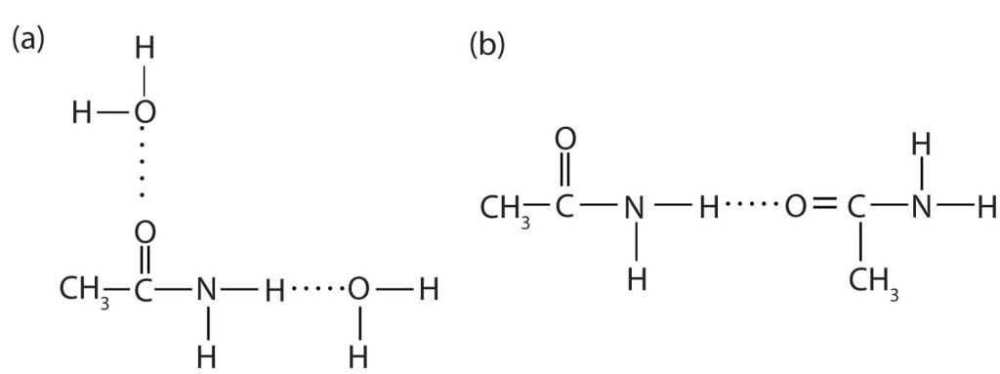 (a)
H
H—O
O
CH₃—C—N—H·····O—H
H H
(b)
O H
CH₃—C—N—H·····O=C—N—H
H CH₃